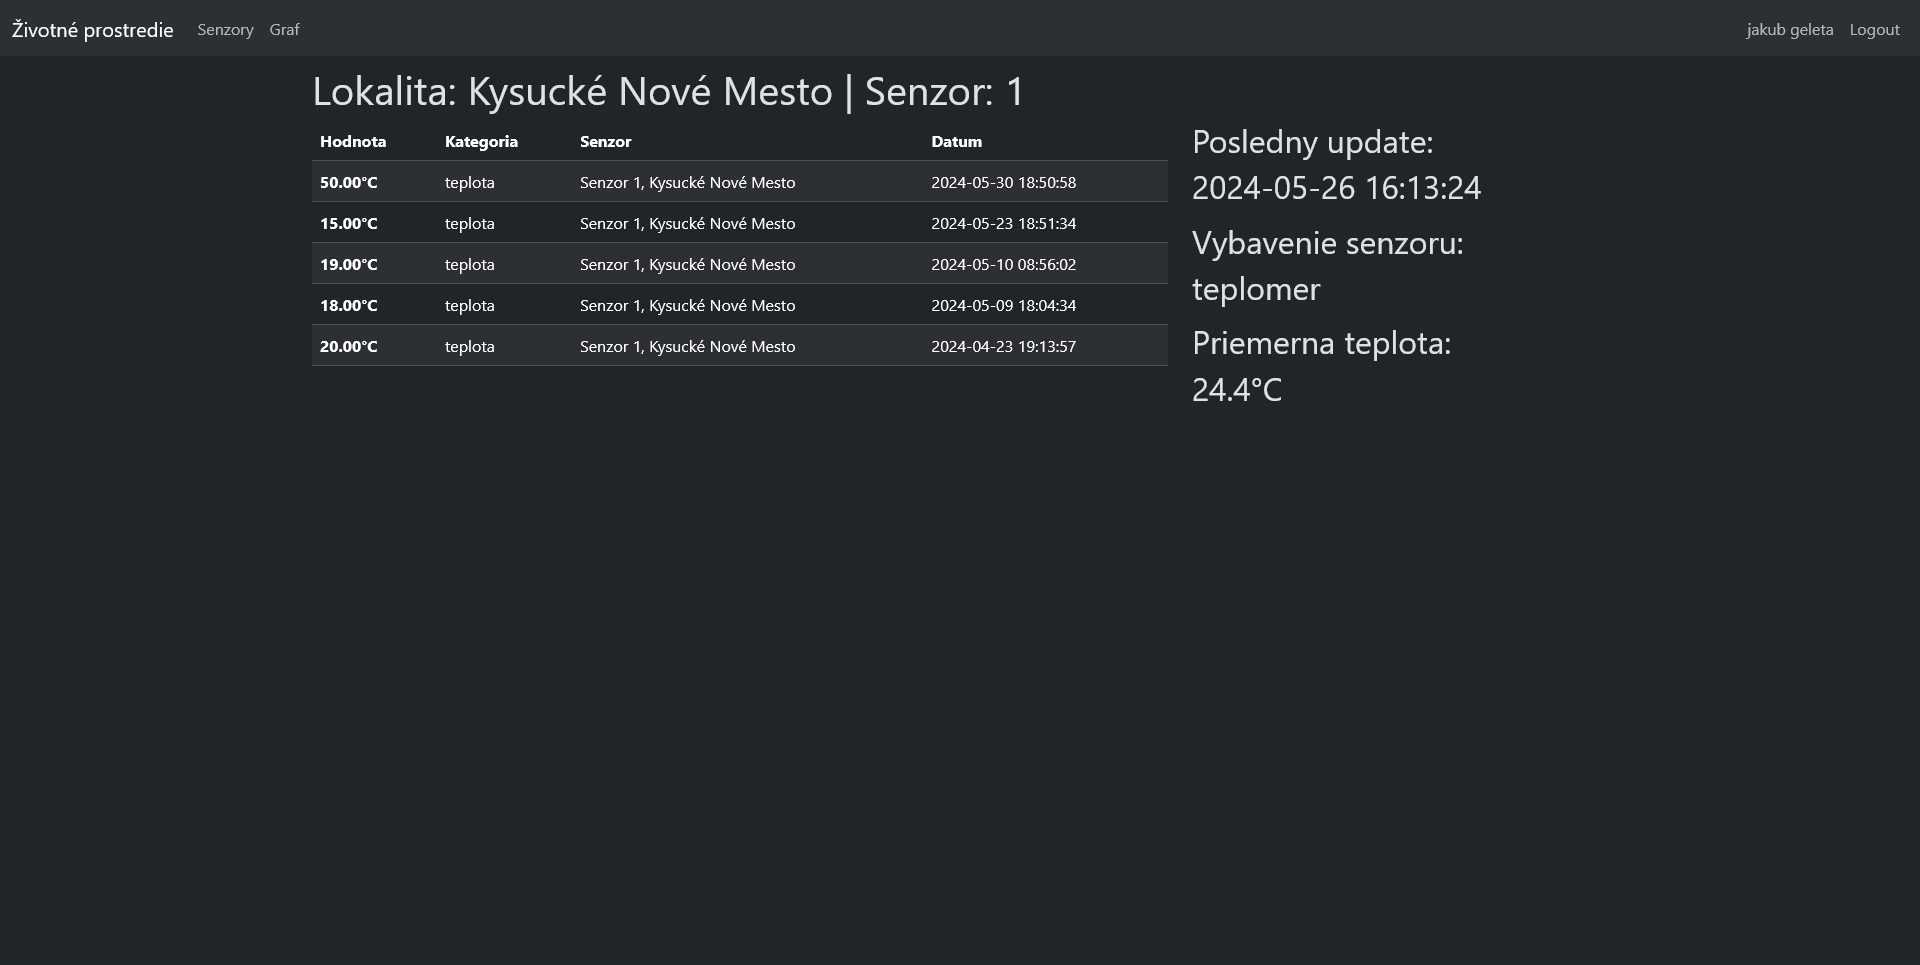 Životné prostredie Senzory Graf jakub geleta Logout
Lokalita: Kysucké Nové Mesto | Senzor: 1
Hodnota Kategoria Senzor Datum
50.00°C teplota Senzor 1, Kysucké Nové Mesto 2024-05-30 18:50:58
15.00°C teplota Senzor 1, Kysucké Nové Mesto 2024-05-23 18:51:34
19.00°C teplota Senzor 1, Kysucké Nové Mesto 2024-05-10 08:56:02
18.00°C teplota Senzor 1, Kysucké Nové Mesto 2024-05-09 18:04:34
20.00°C teplota Senzor 1, Kysucké Nové Mesto 2024-04-23 19:13:57
Posledny update:
2024-05-26 16:13:24
Vybavenie senzoru:
teplomer
Priemerna teplota:
24.4°C